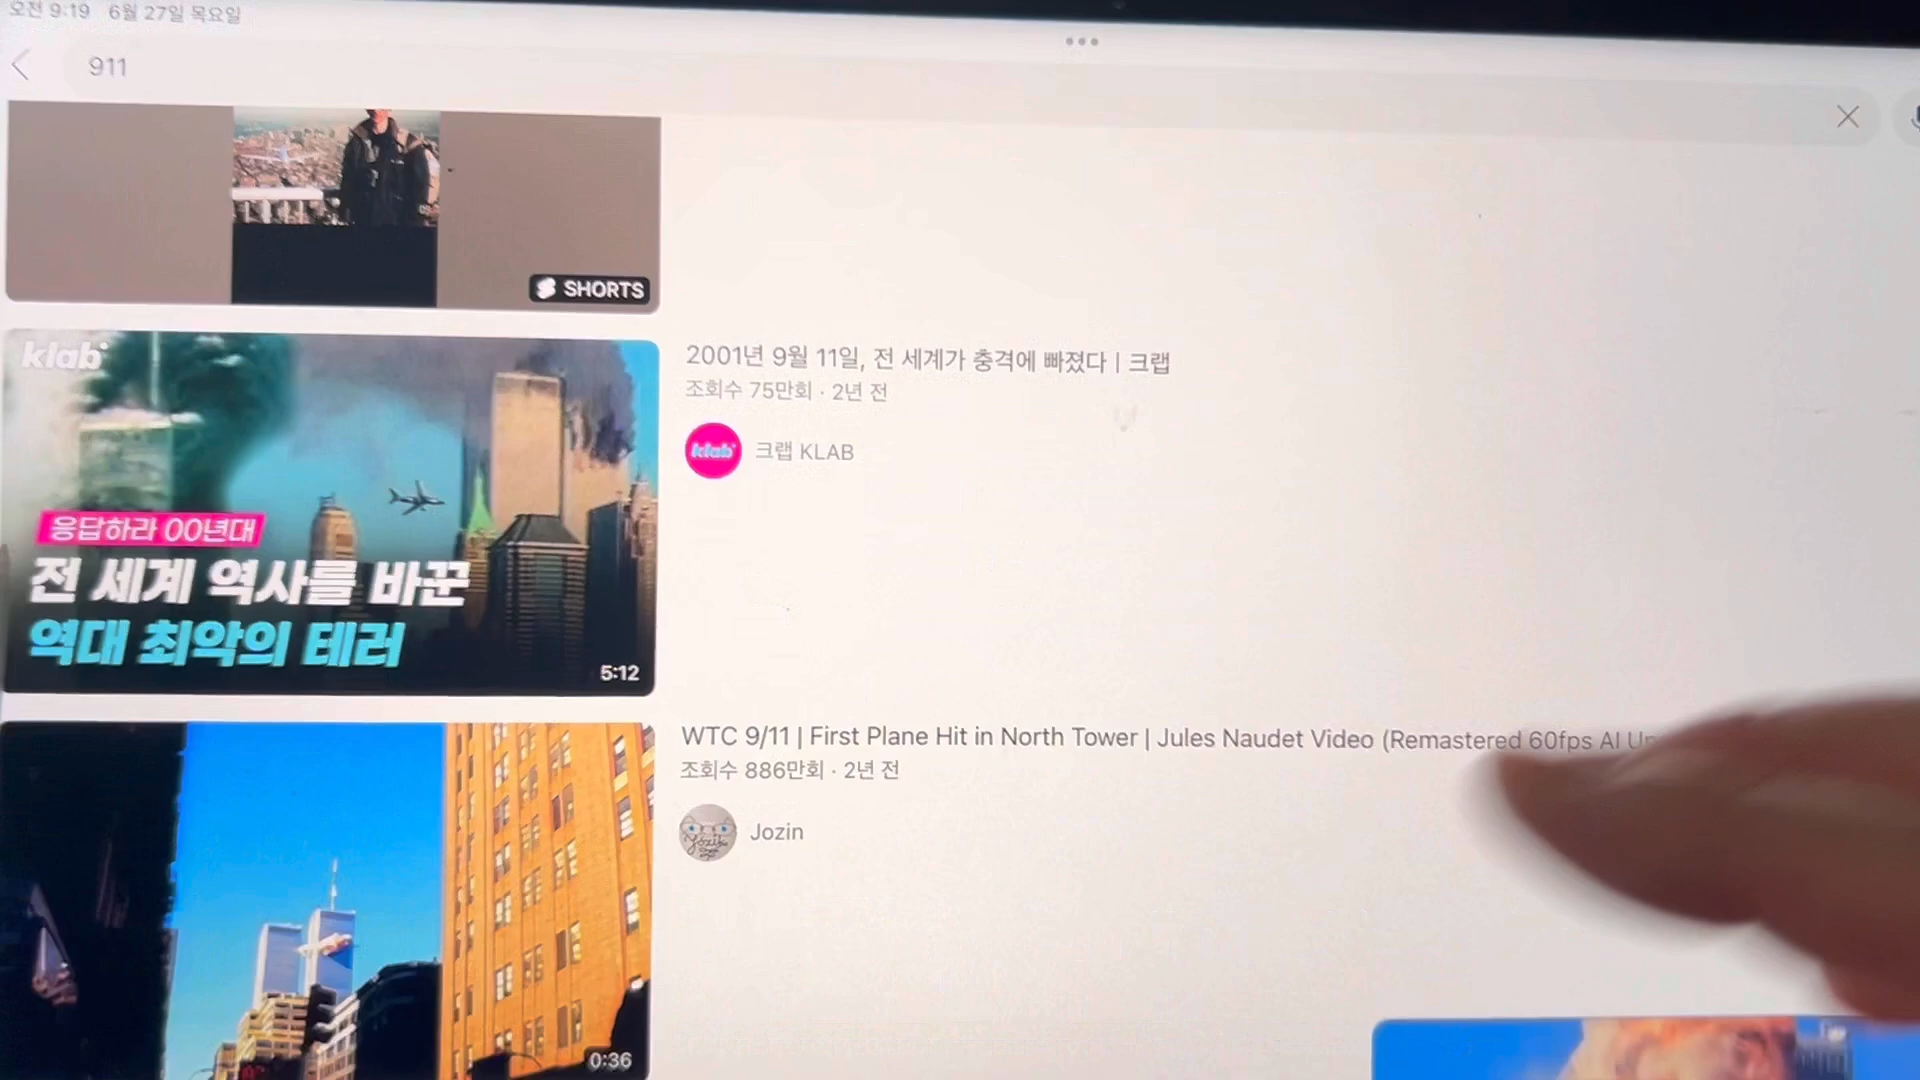 오전 9:19 6월 27일 목요일
911
SHORTS
klab
2001년 9월 11일, 전 세계가 충격에 빠졌다 | 크랩
조회수 75만회 · 2년 전
klab
크랩 KLAB
응답하라 00년대
전 세계 역사를 바꾼
역대 최악의 테러
5:12
WTC 9/11 | First Plane Hit in North Tower | Jules Naudet Video (Remastered 60fps AI
조회수 886만회 · 2년 전
Jozin
0:36